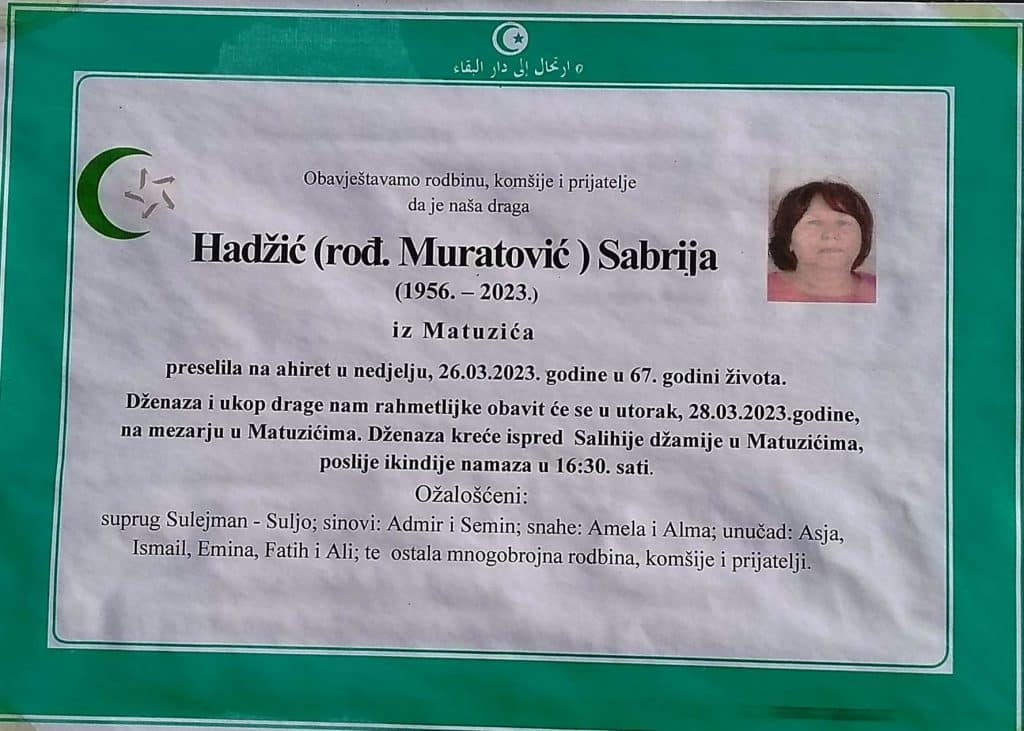 ارتحال إلى دار البقاء
Obavještavamo rodbinu, komšije i prijatelje
da je naša draga
Hadžić (rođ. Muratović ) Sabrija
(1956. – 2023.)
iz Matuzića
preselila na ahiret u nedjelju, 26.03.2023. godine u 67. godini života.
Dženaza i ukop drage nam rahmetlijke obavit će se u utorak, 28.03.2023.godine,
na mezarju u Matuzićima. Dženaza kreće ispred Salihije džamije u Matuzićima,
poslije ikindije namaza u 16:30. sati.
Ožalošćeni:
suprug Sulejman - Suljo; sinovi: Admir i Semin; snahe: Amela i Alma; unučad: Asja,
Ismail, Emina, Fatih i Ali; te ostala mnogobrojna rodbina, komšije i prijatelji.